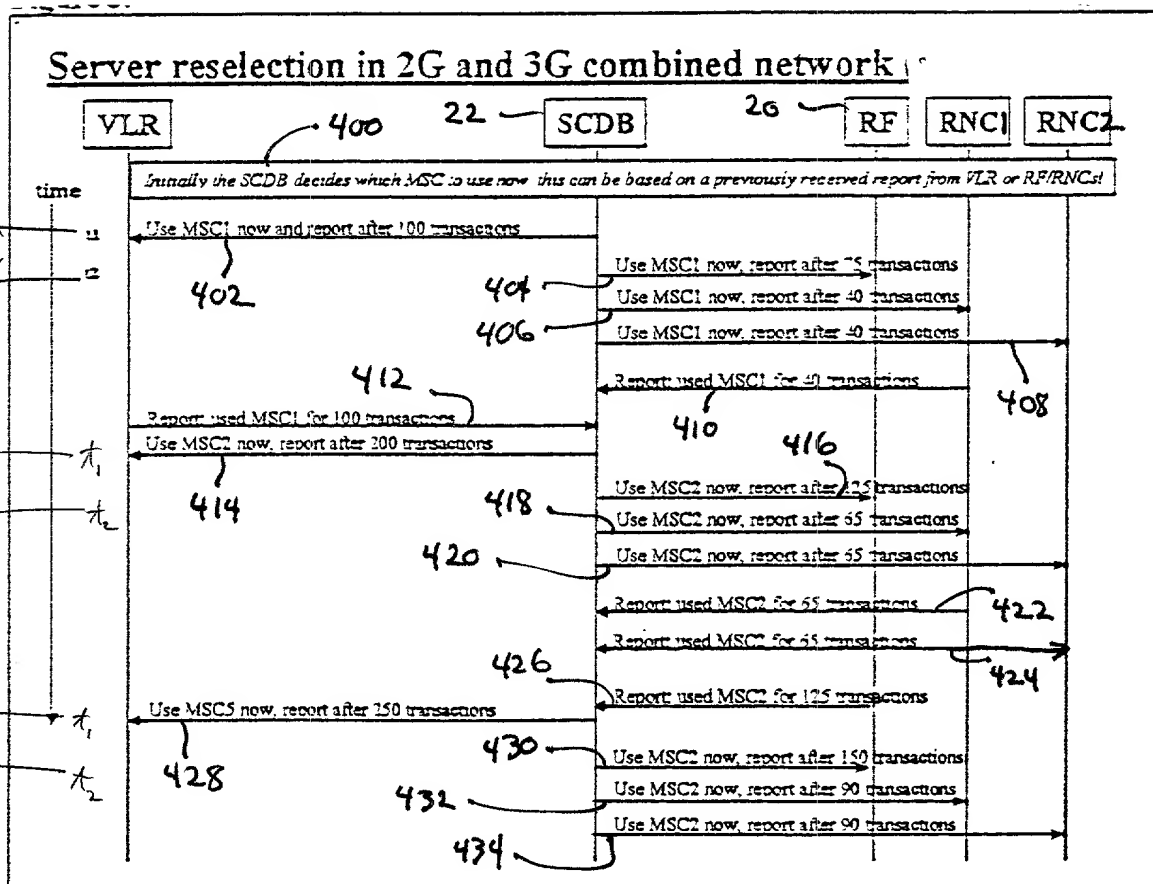 Server reselection in 2G and 3G combined network
VLR
400
22
SCDB
20
RF
RNC1
RNC2
Initially the SCDB decides which MSC to use now this can be based on a previously received report from VLR or RF/RNCs!
time
Use MSC1 now and report after 100 transactions
402
Use MSC1 now, report after 75 transactions
404
Use MSC1 now, report after 40 transactions
406
Use MSC1 now, report after 40 transactions
408
Report: used MSC1 for 40 transactions
410
412
Report: used MSC1 for 100 transactions
t1
Use MSC2 now, report after 200 transactions
414
416
Use MSC2 now, report after 125 transactions
t2
418
Use MSC2 now, report after 65 transactions
420
Use MSC2 now, report after 65 transactions
Report: used MSC2 for 65 transactions
422
Report: used MSC2 for 65 transactions
424
426
Report: used MSC2 for 125 transactions
t1
Use MSC5 now, report after 250 transactions
428
430
Use MSC2 now, report after 150 transactions
t2
432
Use MSC2 now, report after 90 transactions
434
Use MSC2 now, report after 90 transactions